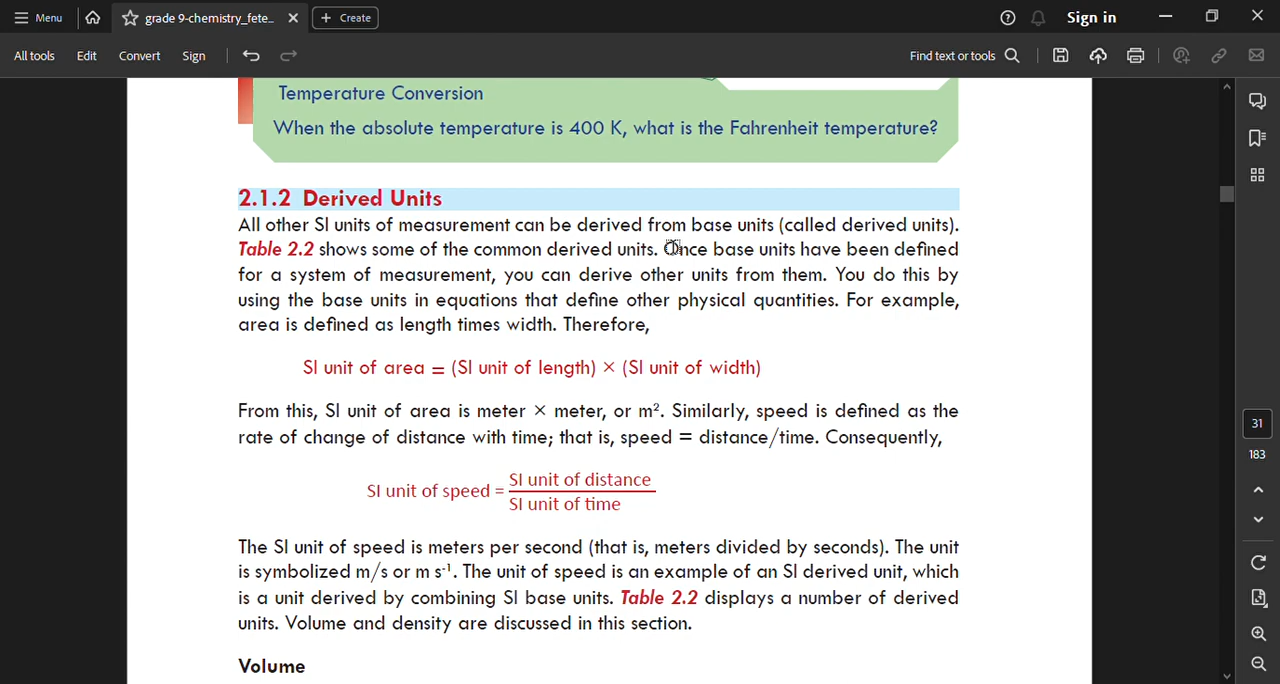 Menu
grade 9-chemistry_fete...
Create
Sign in
All tools
Edit
Convert
Sign
Find text or tools
Temperature Conversion
When the absolute temperature is 400 K, what is the Fahrenheit temperature?
2.1.2 Derived Units
All other SI units of measurement can be derived from base units (called derived units).
Table 2.2 shows some of the common derived units. Once base units have been defined
for a system of measurement, you can derive other units from them. You do this by
using the base units in equations that define other physical quantities. For example,
area is defined as length times width. Therefore,
SI unit of area = (SI unit of length) × (SI unit of width)
From this, SI unit of area is meter × meter, or m². Similarly, speed is defined as the
rate of change of distance with time; that is, speed = distance/time. Consequently,
SI unit of speed = SI unit of distance
SI unit of time
The SI unit of speed is meters per second (that is, meters divided by seconds). The unit
is symbolized m/s or m s⁻¹. The unit of speed is an example of an SI derived unit, which
is a unit derived by combining SI base units. Table 2.2 displays a number of derived
units. Volume and density are discussed in this section.
Volume
31
183